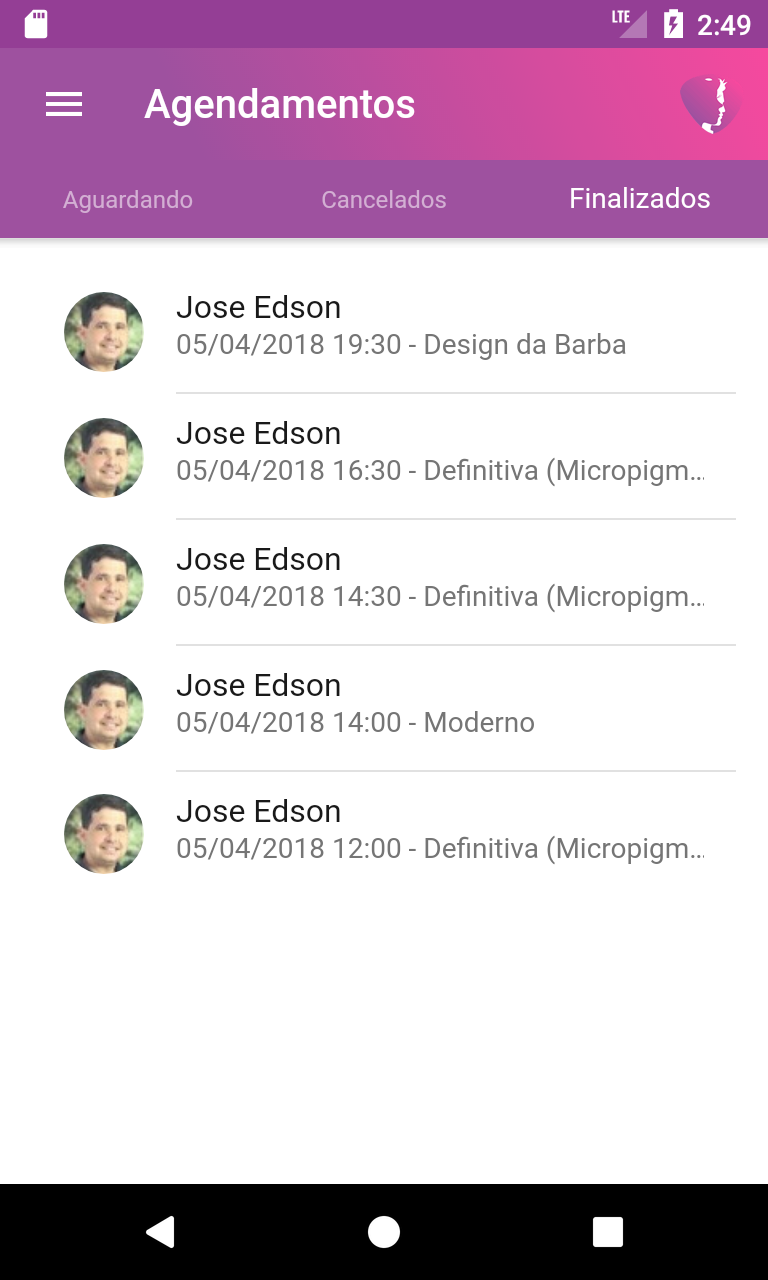 LTE 2:49
Agendamentos
Aguardando Cancelados Finalizados
Jose Edson
05/04/2018 19:30 - Design da Barba
Jose Edson
05/04/2018 16:30 - Definitiva (Micropigm...
Jose Edson
05/04/2018 14:30 - Definitiva (Micropigm...
Jose Edson
05/04/2018 14:00 - Moderno
Jose Edson
05/04/2018 12:00 - Definitiva (Micropigm...